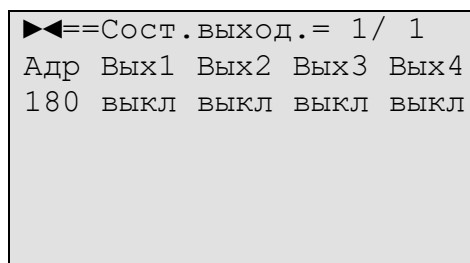 ►◄==Сост.выход.= 1/ 1
Адр Вых1 Вых2 Вых3 Вых4
180 выкл выкл выкл выкл